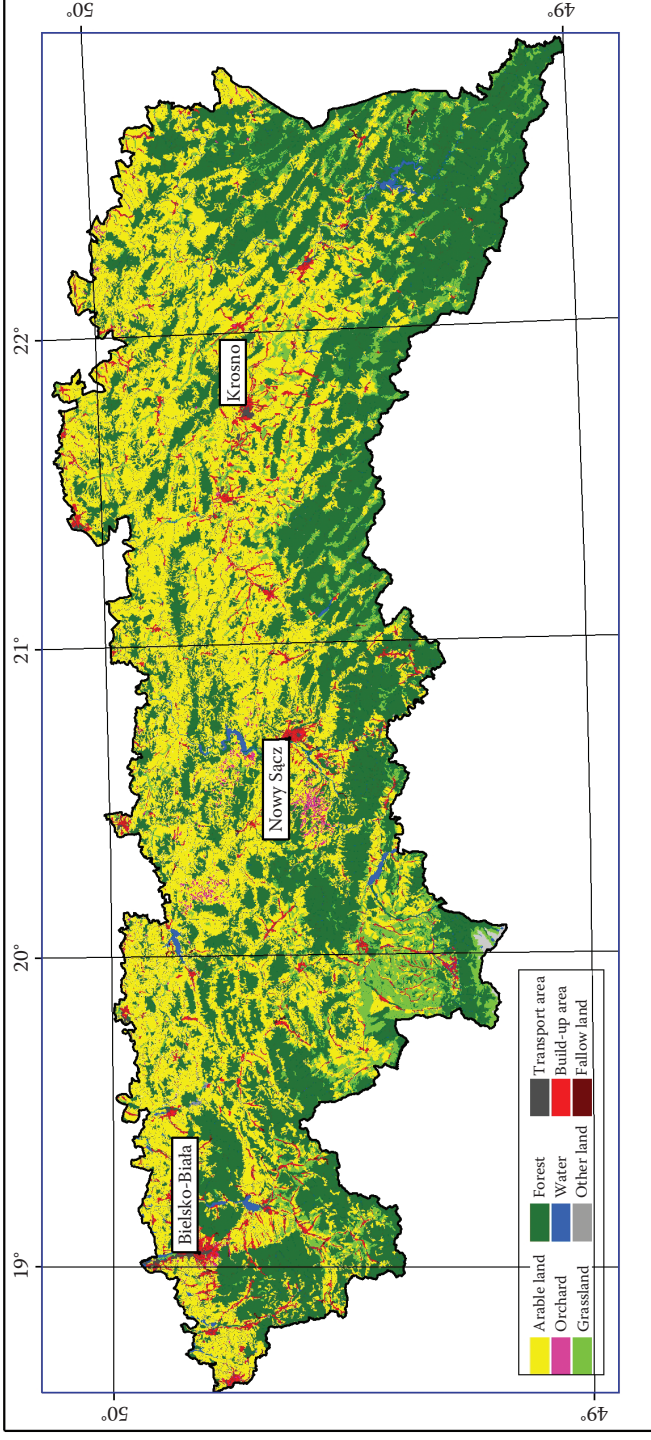 50°
49°
19°
20°
21°
22°
50°
49°
Bielsko-Biała
Nowy Sącz
Krosno
Arable land
Orchard
Grassland
Forest
Water
Other land
Transport area
Build-up area
Fallow land